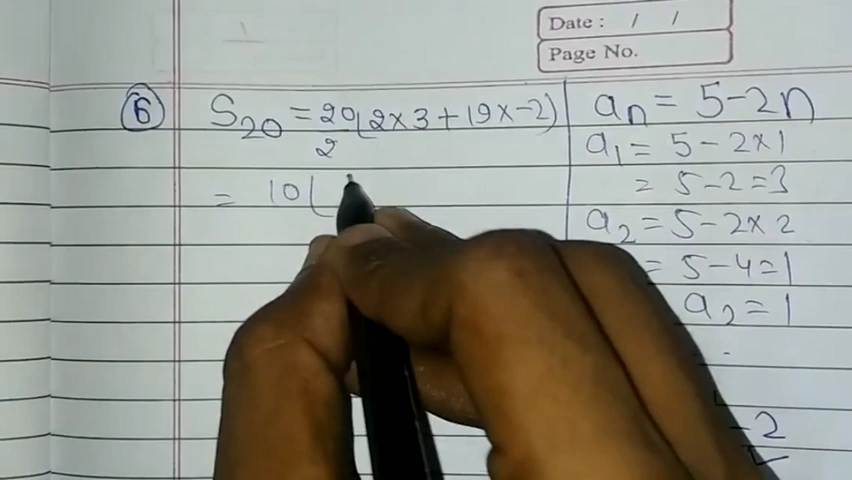 Date : / /
Page No.
6 S20 = 20/2 (2×3+19×-2)
= 10(
an = 5-2n
a1 = 5-2×1
= 5-2=3
a2 = 5-2×2
= 5-4=1
a2 = 1
-2